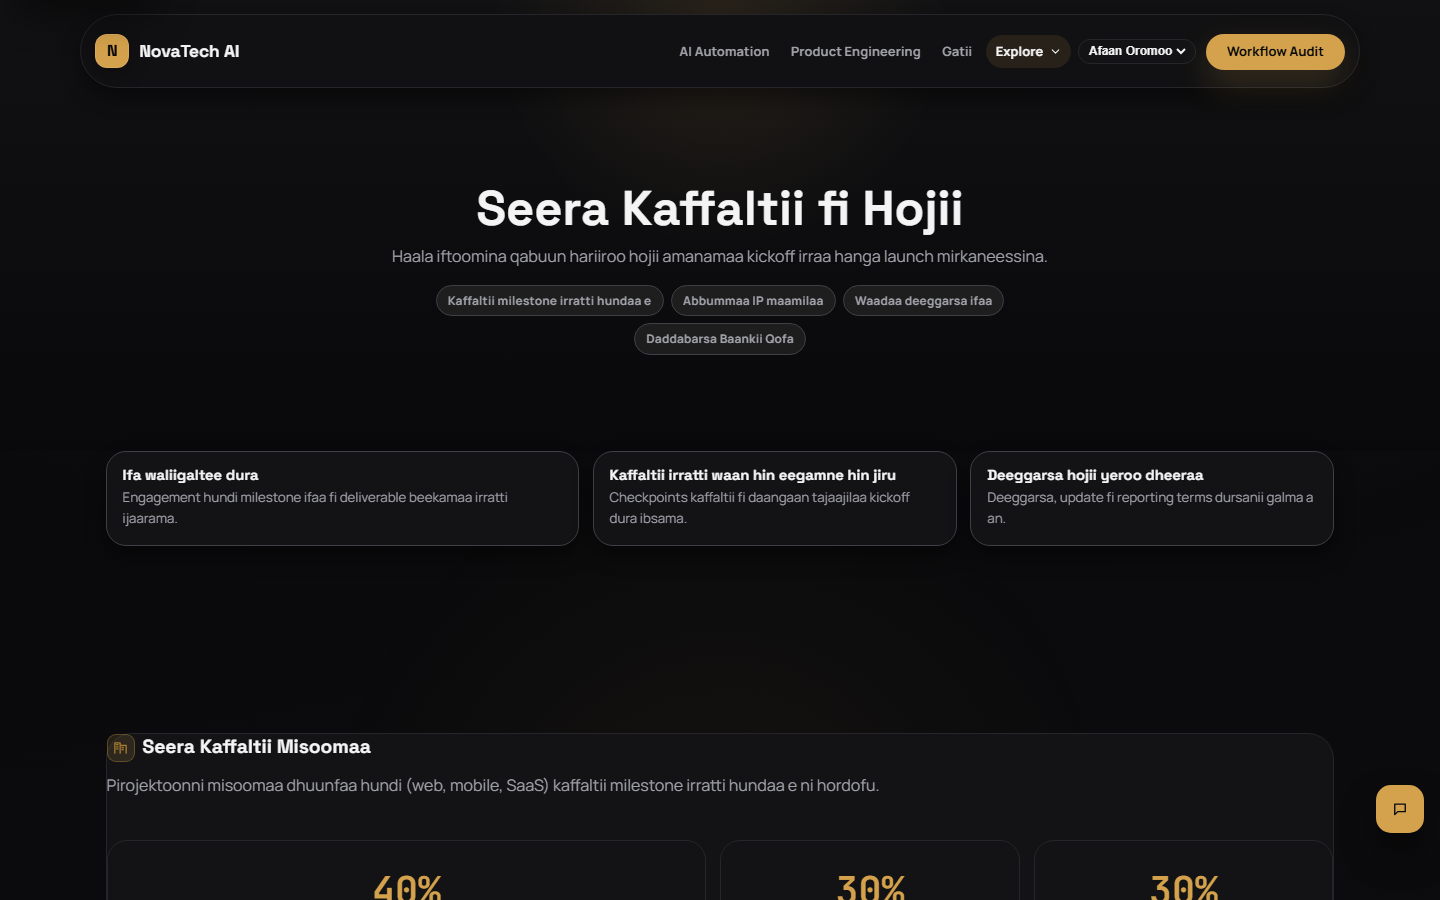 N NovaTech AI
AI Automation Product Engineering Gatii Explore Afaan Oromoo Workflow Audit
Seera Kaffaltii fi Hojii
Haala iftoomina qabuun hariiroo hojii amanamaa kickoff irraa hanga launch mirkaneessina.
Kaffaltii milestone irratti hundaa e Abbummaa IP maamilaa Waadaa deeggarsa ifaa
Daddabarsa Baankii Qofa
Ifa waliigaltee dura
Engagement hundi milestone ifaa fi deliverable beekamaa irratti
ijaarama.
Kaffaltii irratti waan hin eegamne hin jiru
Checkpoints kaffaltii fi daangaan tajaajilaa kickoff
dura ibsama.
Deeggarsa hojii yeroo dheeraa
Deeggarsa, update fi reporting terms dursanii galma a
an.
Seera Kaffaltii Misoomaa
Pirojektoonni misoomaa dhuunfaa hundi (web, mobile, SaaS) kaffaltii milestone irratti hundaa e ni hordofu.
40% 30% 30%